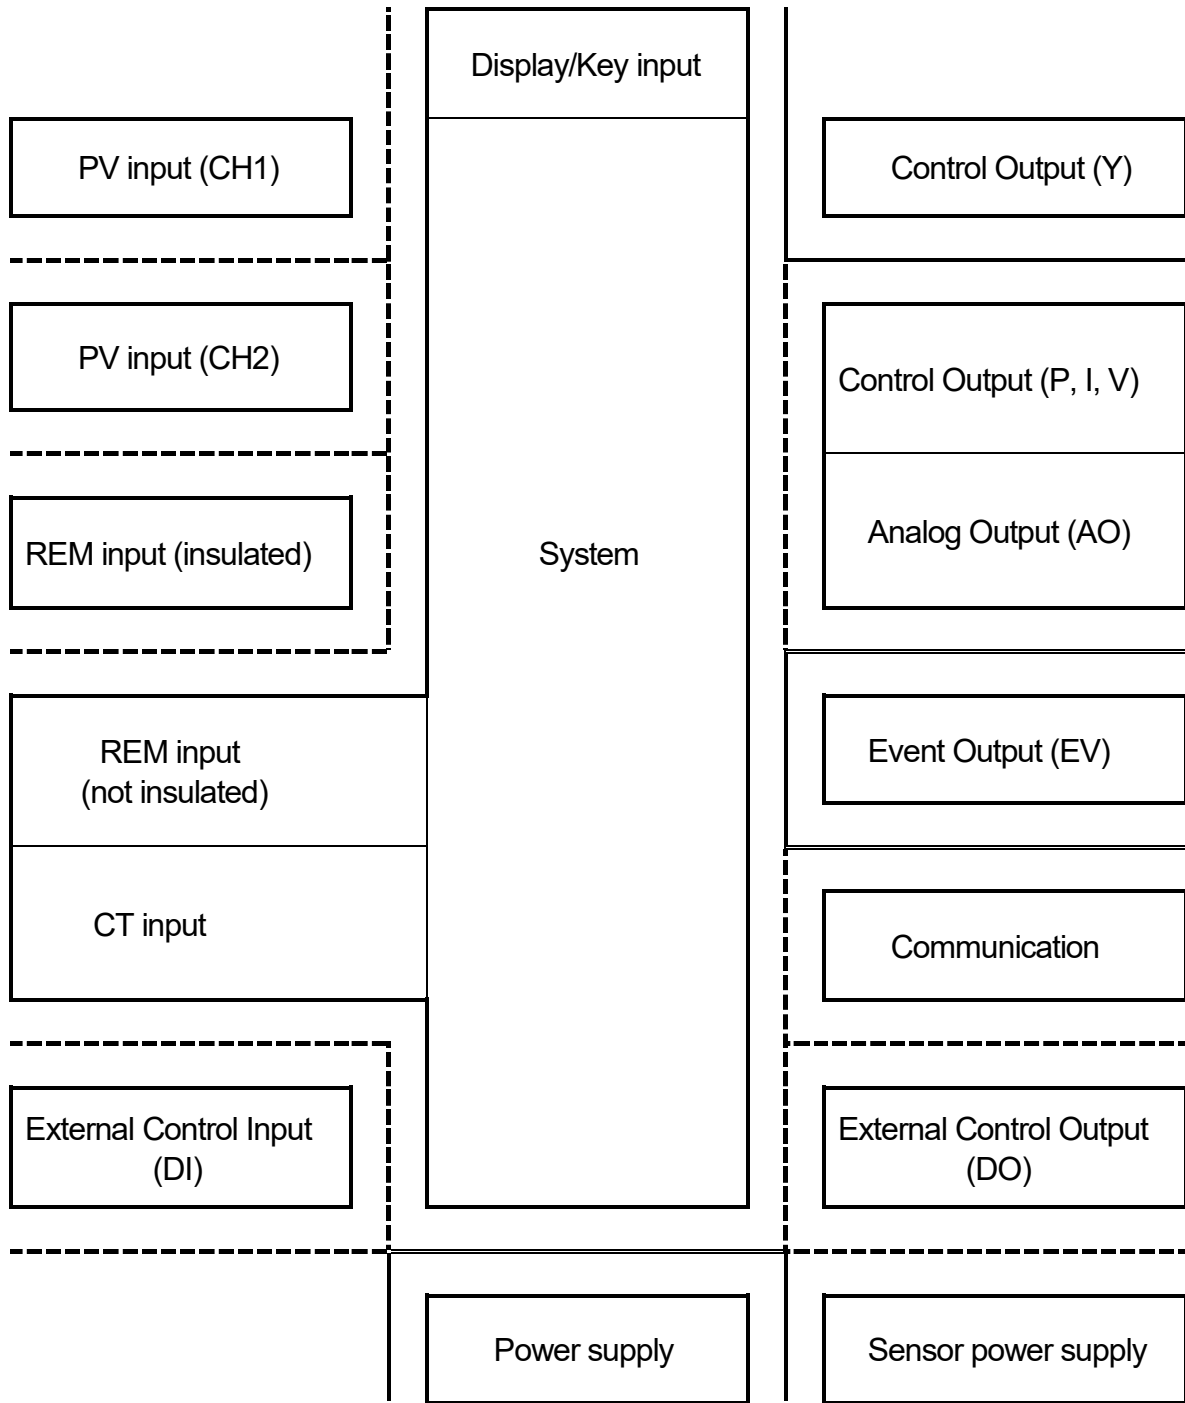 Display/Key input
PV input (CH1)
Control Output (Y)
PV input (CH2)
Control Output (P, I, V)
REM input (insulated)
System
Analog Output (AO)
REM input
(not insulated)
Event Output (EV)
CT input
Communication
External Control Input
(DI)
External Control Output
(DO)
Power supply
Sensor power supply